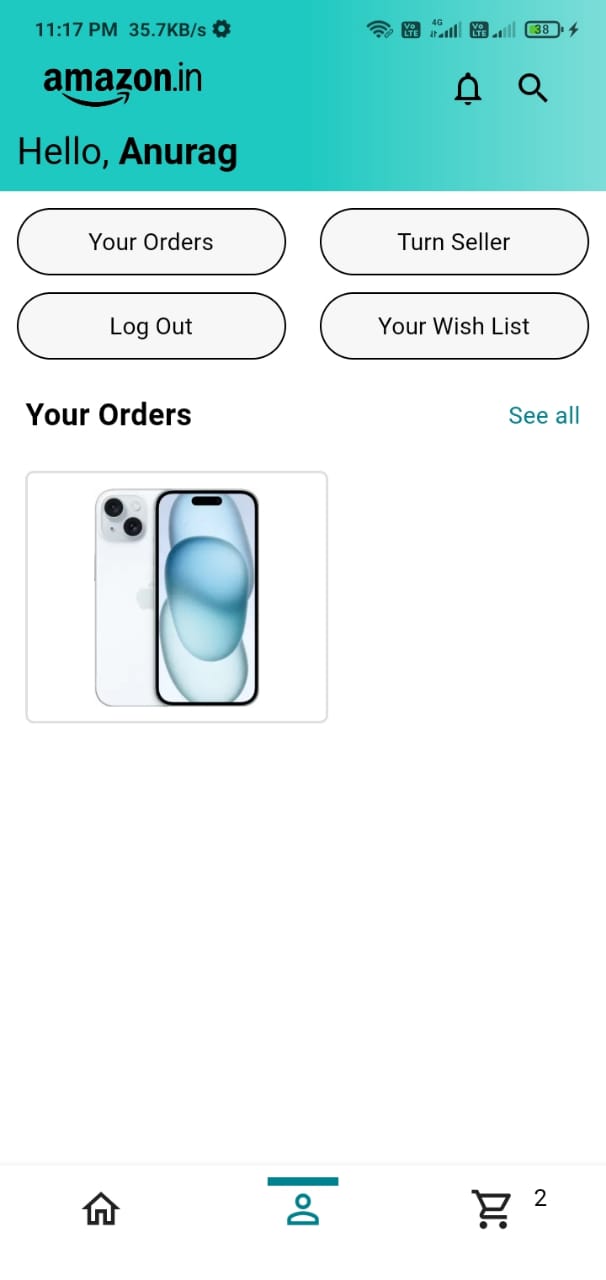 11:17 PM 35.7KB/s
Vo LTE 4G Vo LTE 38
amazon.in
Hello, Anurag
Your Orders Turn Seller
Log Out Your Wish List
Your Orders See all
2